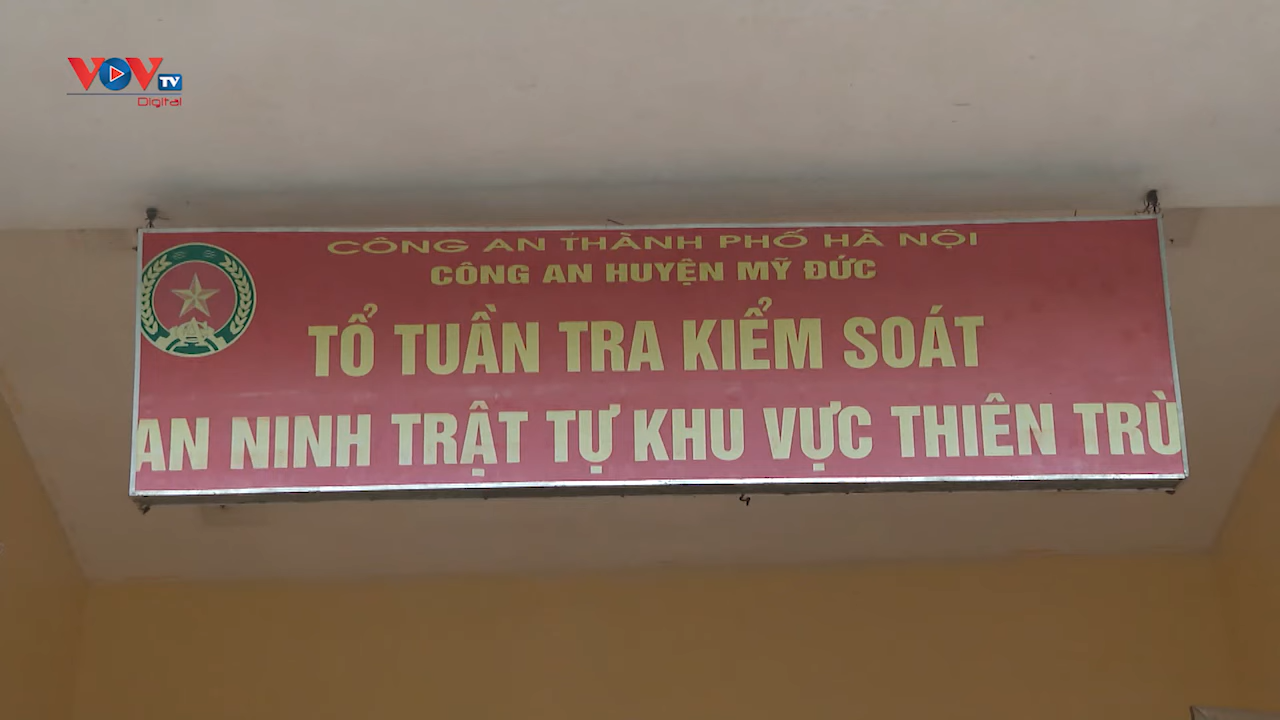 VOV TV
Digital
CÔNG AN THÀNH PHỐ HÀ NỘI
CÔNG AN HUYỆN MỸ ĐỨC
TỔ TUẦN TRA KIỂM SOÁT
AN NINH TRẬT TỰ KHU VỰC THIÊN TRÙ